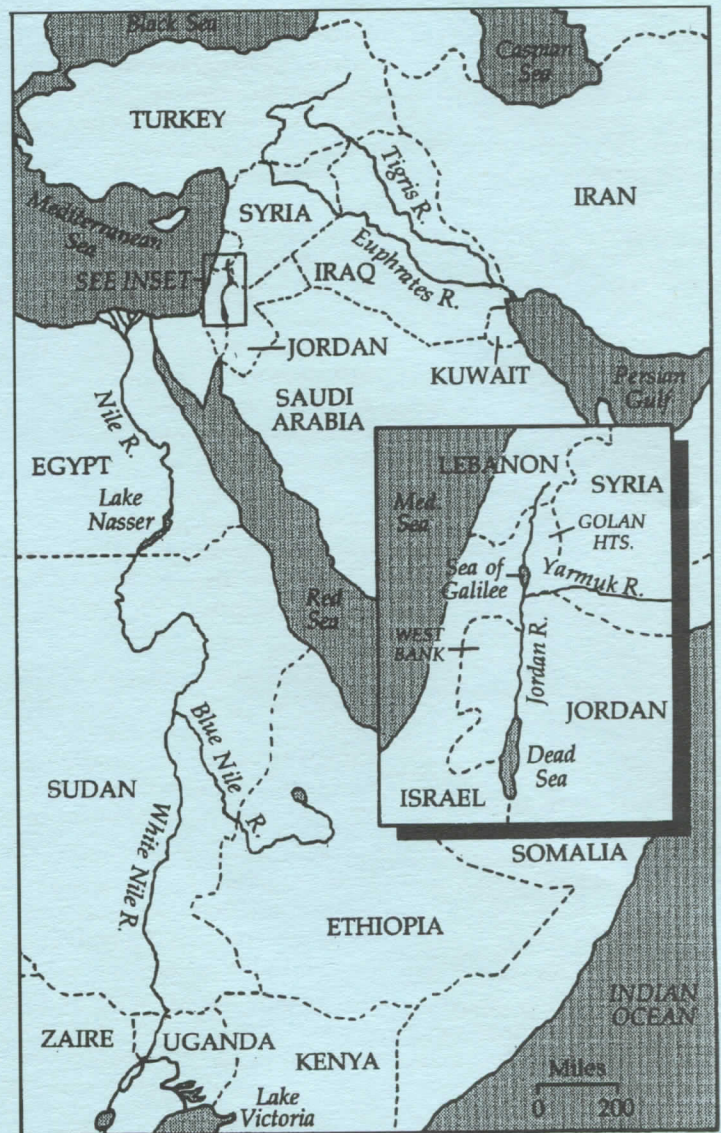 Black Sea
Caspian
Sea
TURKEY
Tigris R.
IRAN
Mediterranean
Sea
SYRIA
SEE INSET
IRAQ
Euphrates R.
JORDAN
KUWAIT
Persian
Gulf
SAUDI
ARABIA
Nile R.
EGYPT
Lake
Nasser
Red
Sea
LEBANON
SYRIA
Med.
Sea
GOLAN
HTS.
Sea of
Galilee
Yarmuk R.
WEST
BANK
Jordan R.
JORDAN
Dead
Sea
ISRAEL
Blue Nile
R.
SUDAN
White Nile R.
SOMALIA
ETHIOPIA
INDIAN
OCEAN
ZAIRE
UGANDA
KENYA
Lake
Victoria
Miles
0 200